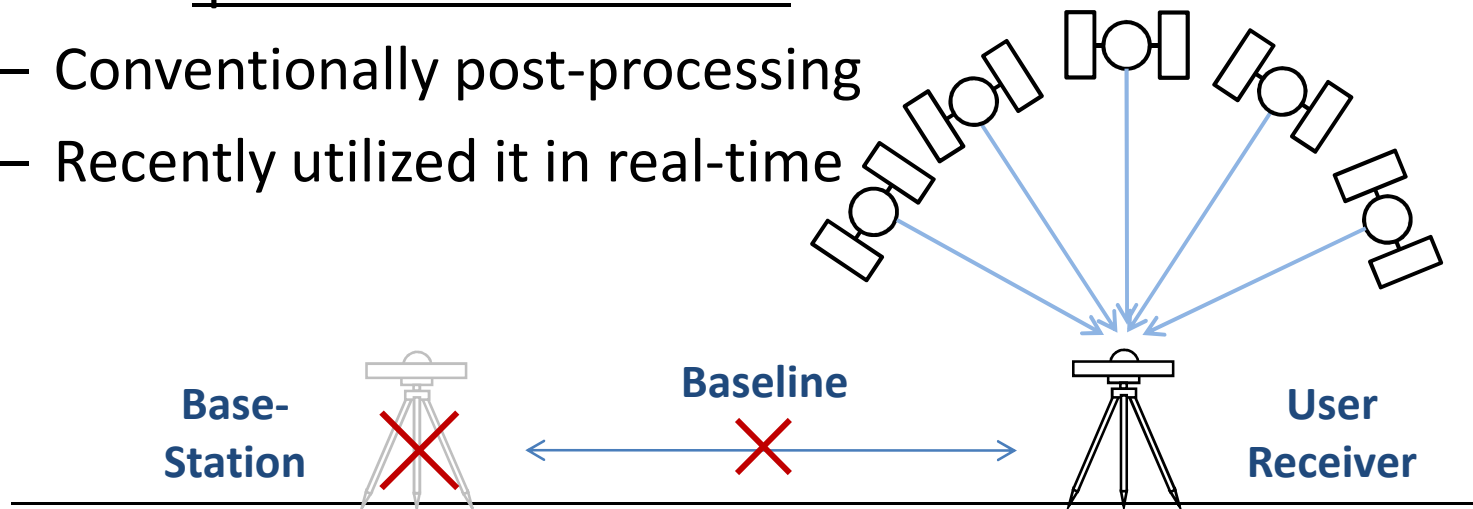 – Conventionally post-processing
– Recently utilized it in real-time
Baseline
Base-
Station
User
Receiver